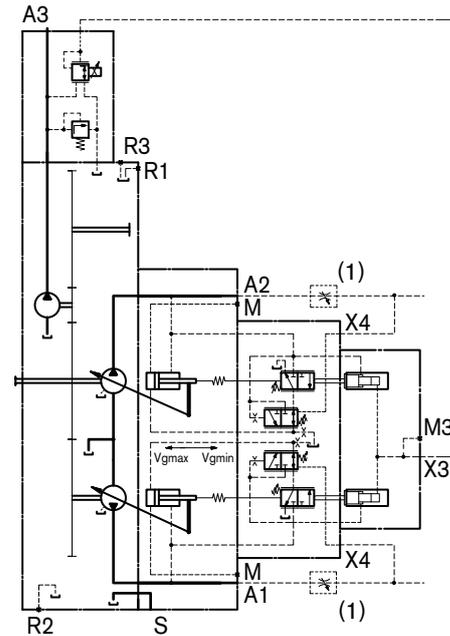 A3
R3
R1
A2
(1)
M
X4
M3
Vgmax Vgmin
X3
X4
M
A1
(1)
R2
S